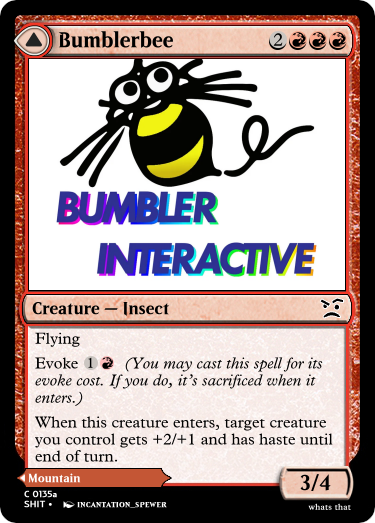 Bumblerbee 2
BUMBLER
INTERACTIVE
Creature — Insect
Flying
Evoke 1 (You may cast this spell for its
evoke cost. If you do, it's sacrificed when it
enters.)
When this creature enters, target creature
you control gets +2/+1 and has haste until
end of turn.
Mountain
3/4
C 0135a
SHIT • INCANTATION_SPEWER
whats that